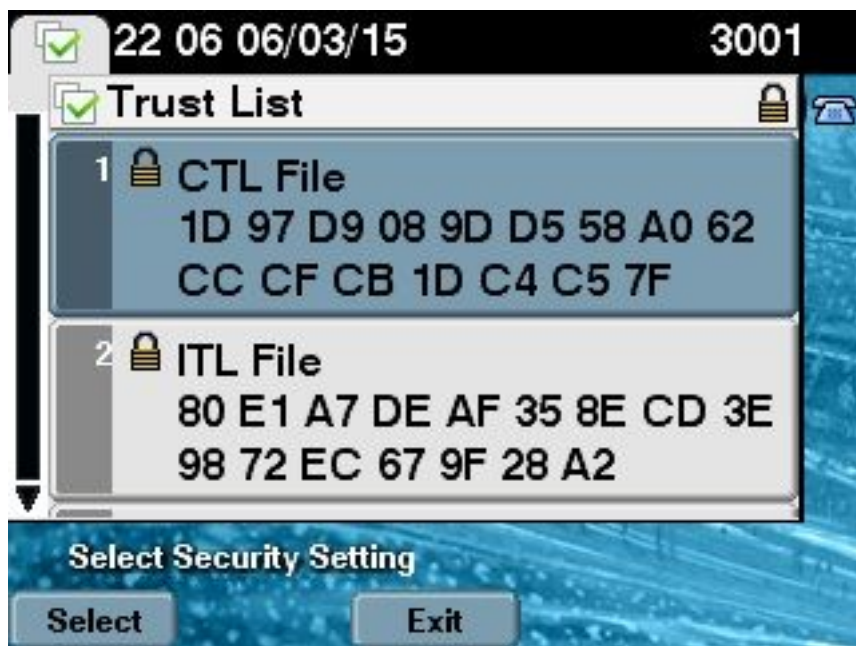 22 06 06/03/15 3001
Trust List
1 CTL File
1D 97 D9 08 9D D5 58 A0 62
CC CF CB 1D C4 C5 7F
2 ITL File
80 E1 A7 DE AF 35 8E CD 3E
98 72 EC 67 9F 28 A2
Select Security Setting
Select Exit